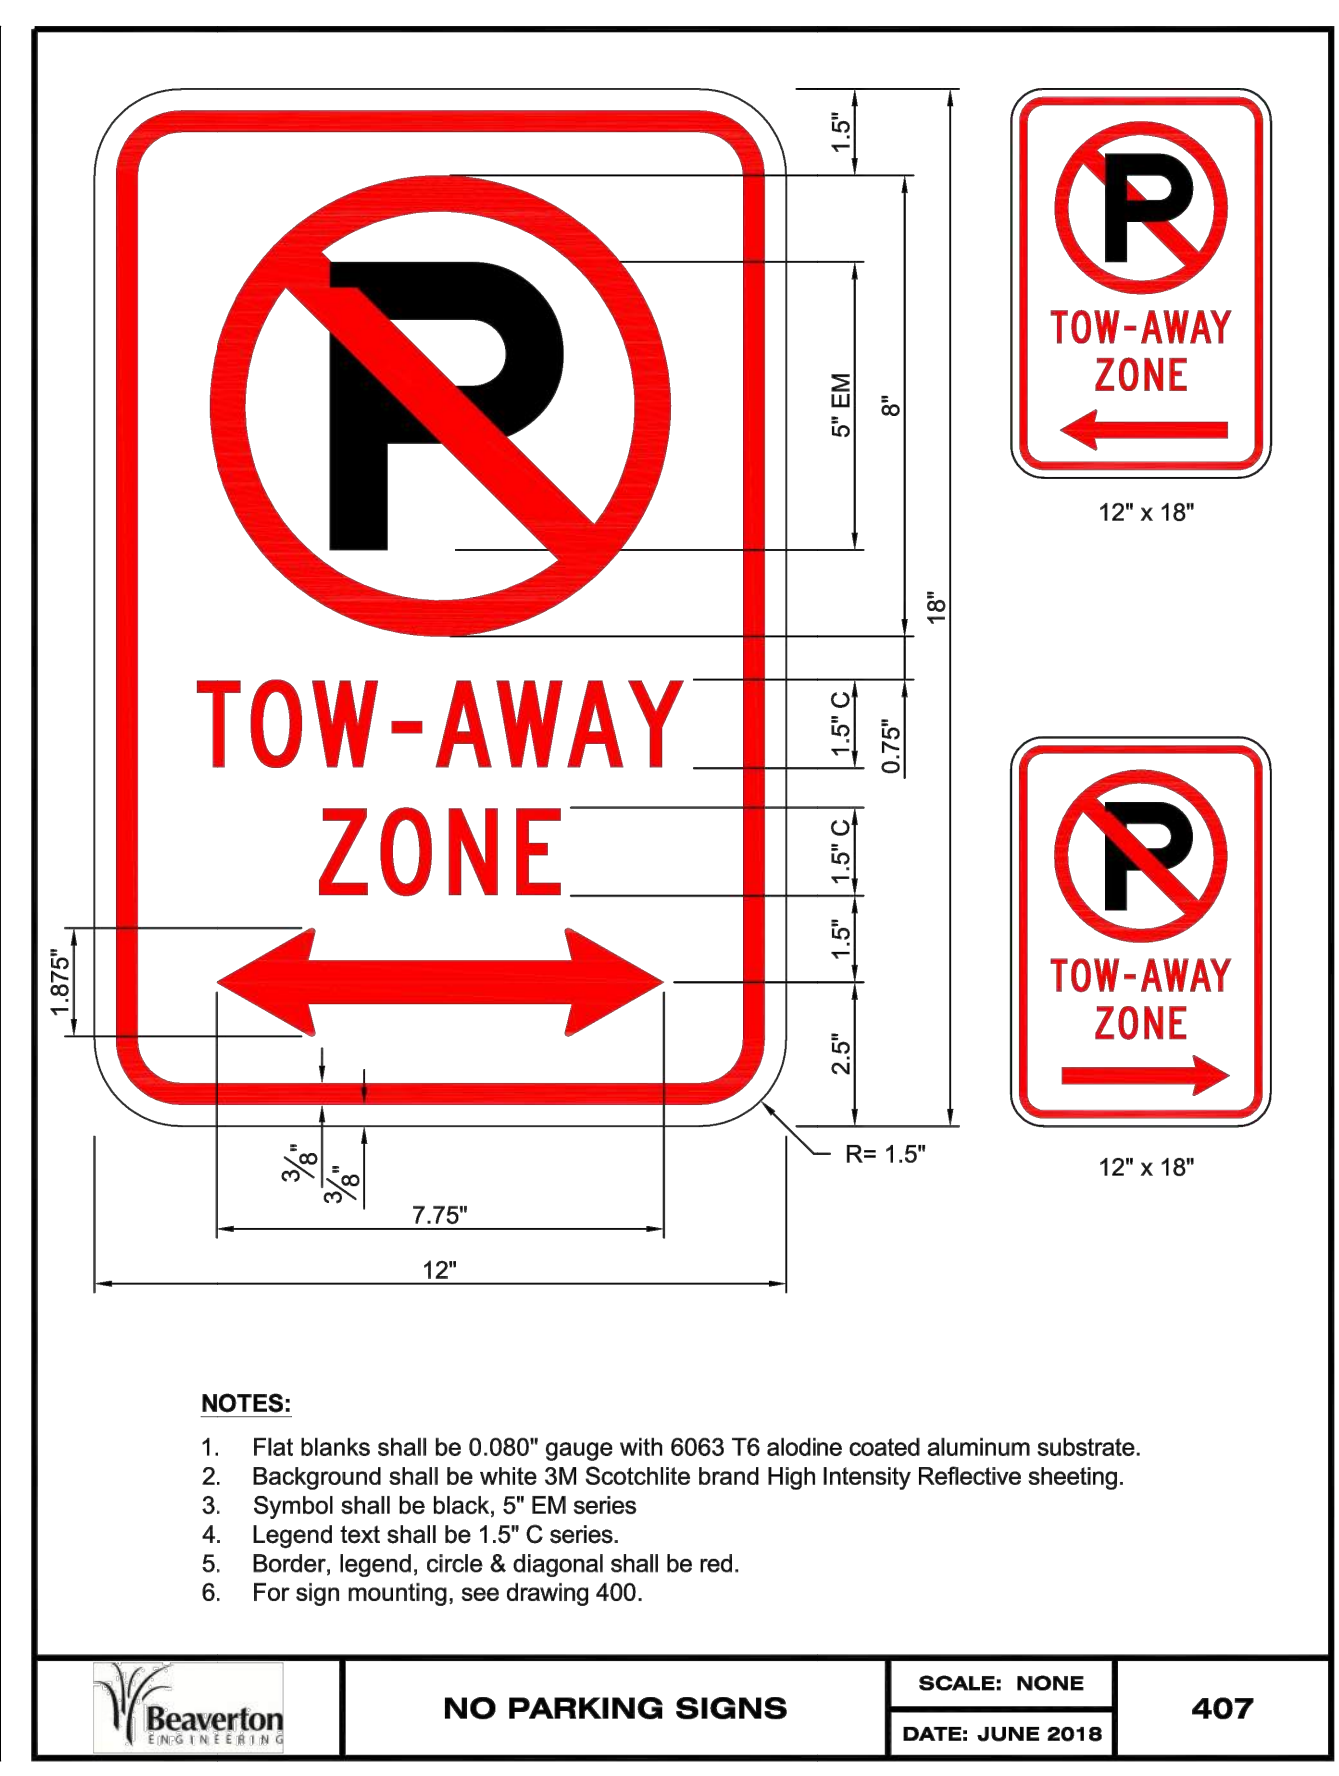 1.5"
P
5" EM
8"
18"
TOW-AWAY
ZONE
1.5" C
0.75"
1.5" C
1.5"
2.5"
1.875"
3/8"
3/8"
R= 1.5"
7.75"
12"
P
TOW-AWAY
ZONE
12" x 18"
P
TOW-AWAY
ZONE
12" x 18"
NOTES:
1. Flat blanks shall be 0.080" gauge with 6063 T6 alodine coated aluminum substrate.
2. Background shall be white 3M Scotchlite brand High Intensity Reflective sheeting.
3. Symbol shall be black, 5" EM series
4. Legend text shall be 1.5" C series.
5. Border, legend, circle & diagonal shall be red.
6. For sign mounting, see drawing 400.
Beaverton
ENGINEERING
NO PARKING SIGNS
SCALE: NONE
DATE: JUNE 2018
407